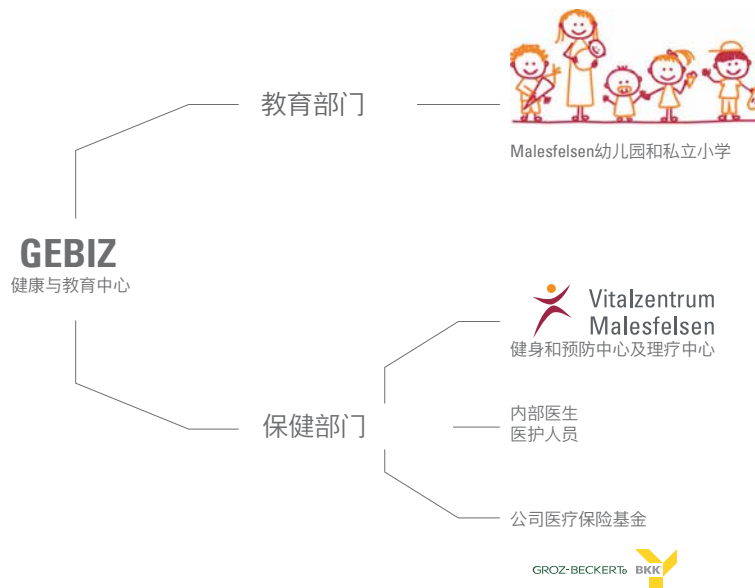 教育部门
Malesfelsen幼儿园和私立小学
GEBIZ
健康与教育中心
Vitalzentrum
Malesfelsen
健身和预防中心及理疗中心
保健部门
内部医生
医护人员
公司医疗保险基金
GROZ-BECKERT® BKK